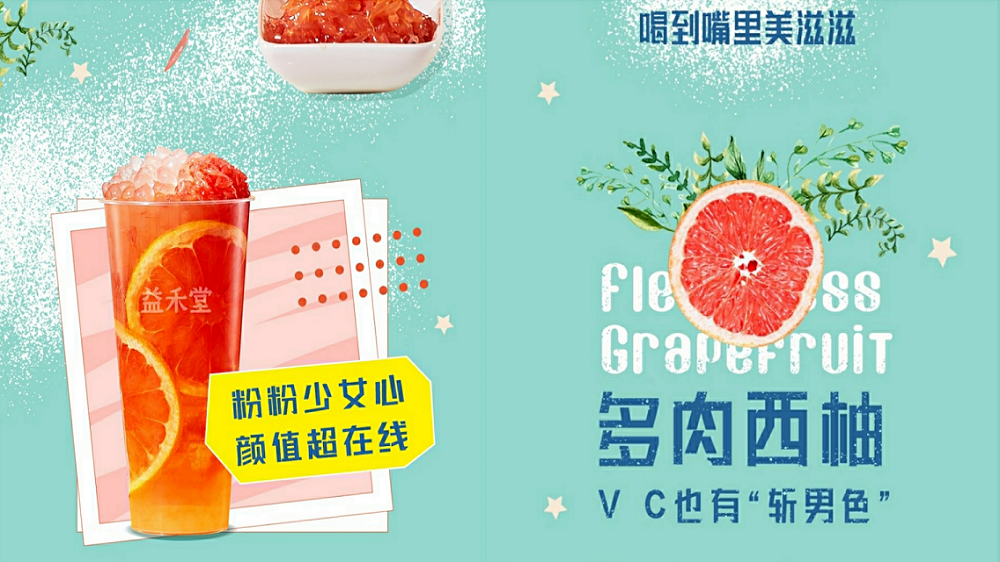 益禾堂
粉粉少女心
颜值超在线
喝到嘴里美滋滋
Grapefruit
多肉西柚
V C也有“斩男色”